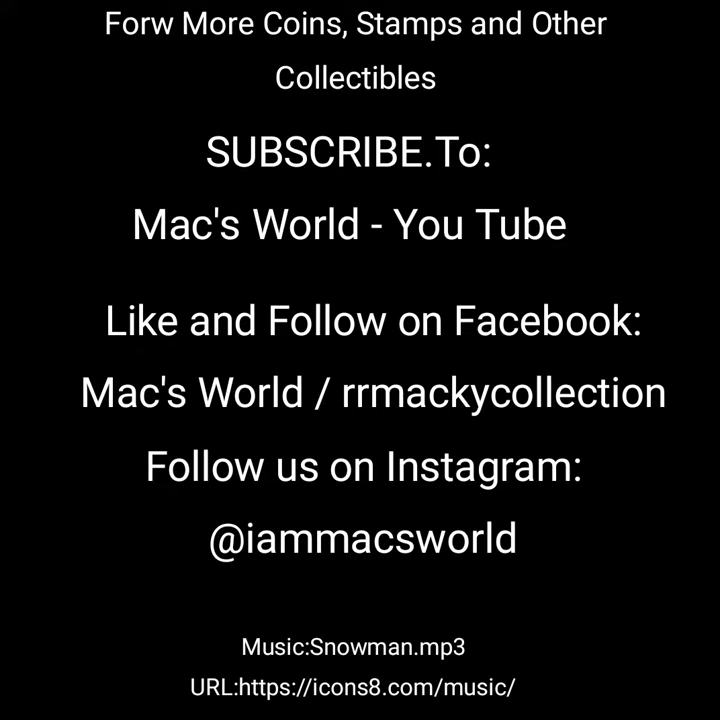 Forw More Coins, Stamps and Other
Collectibles
SUBSCRIBE.To:
Mac's World - You Tube
Like and Follow on Facebook:
Mac's World / rrmackycollection
Follow us on Instagram:
@iammacsworld
Music:Snowman.mp3
URL:https://icons8.com/music/